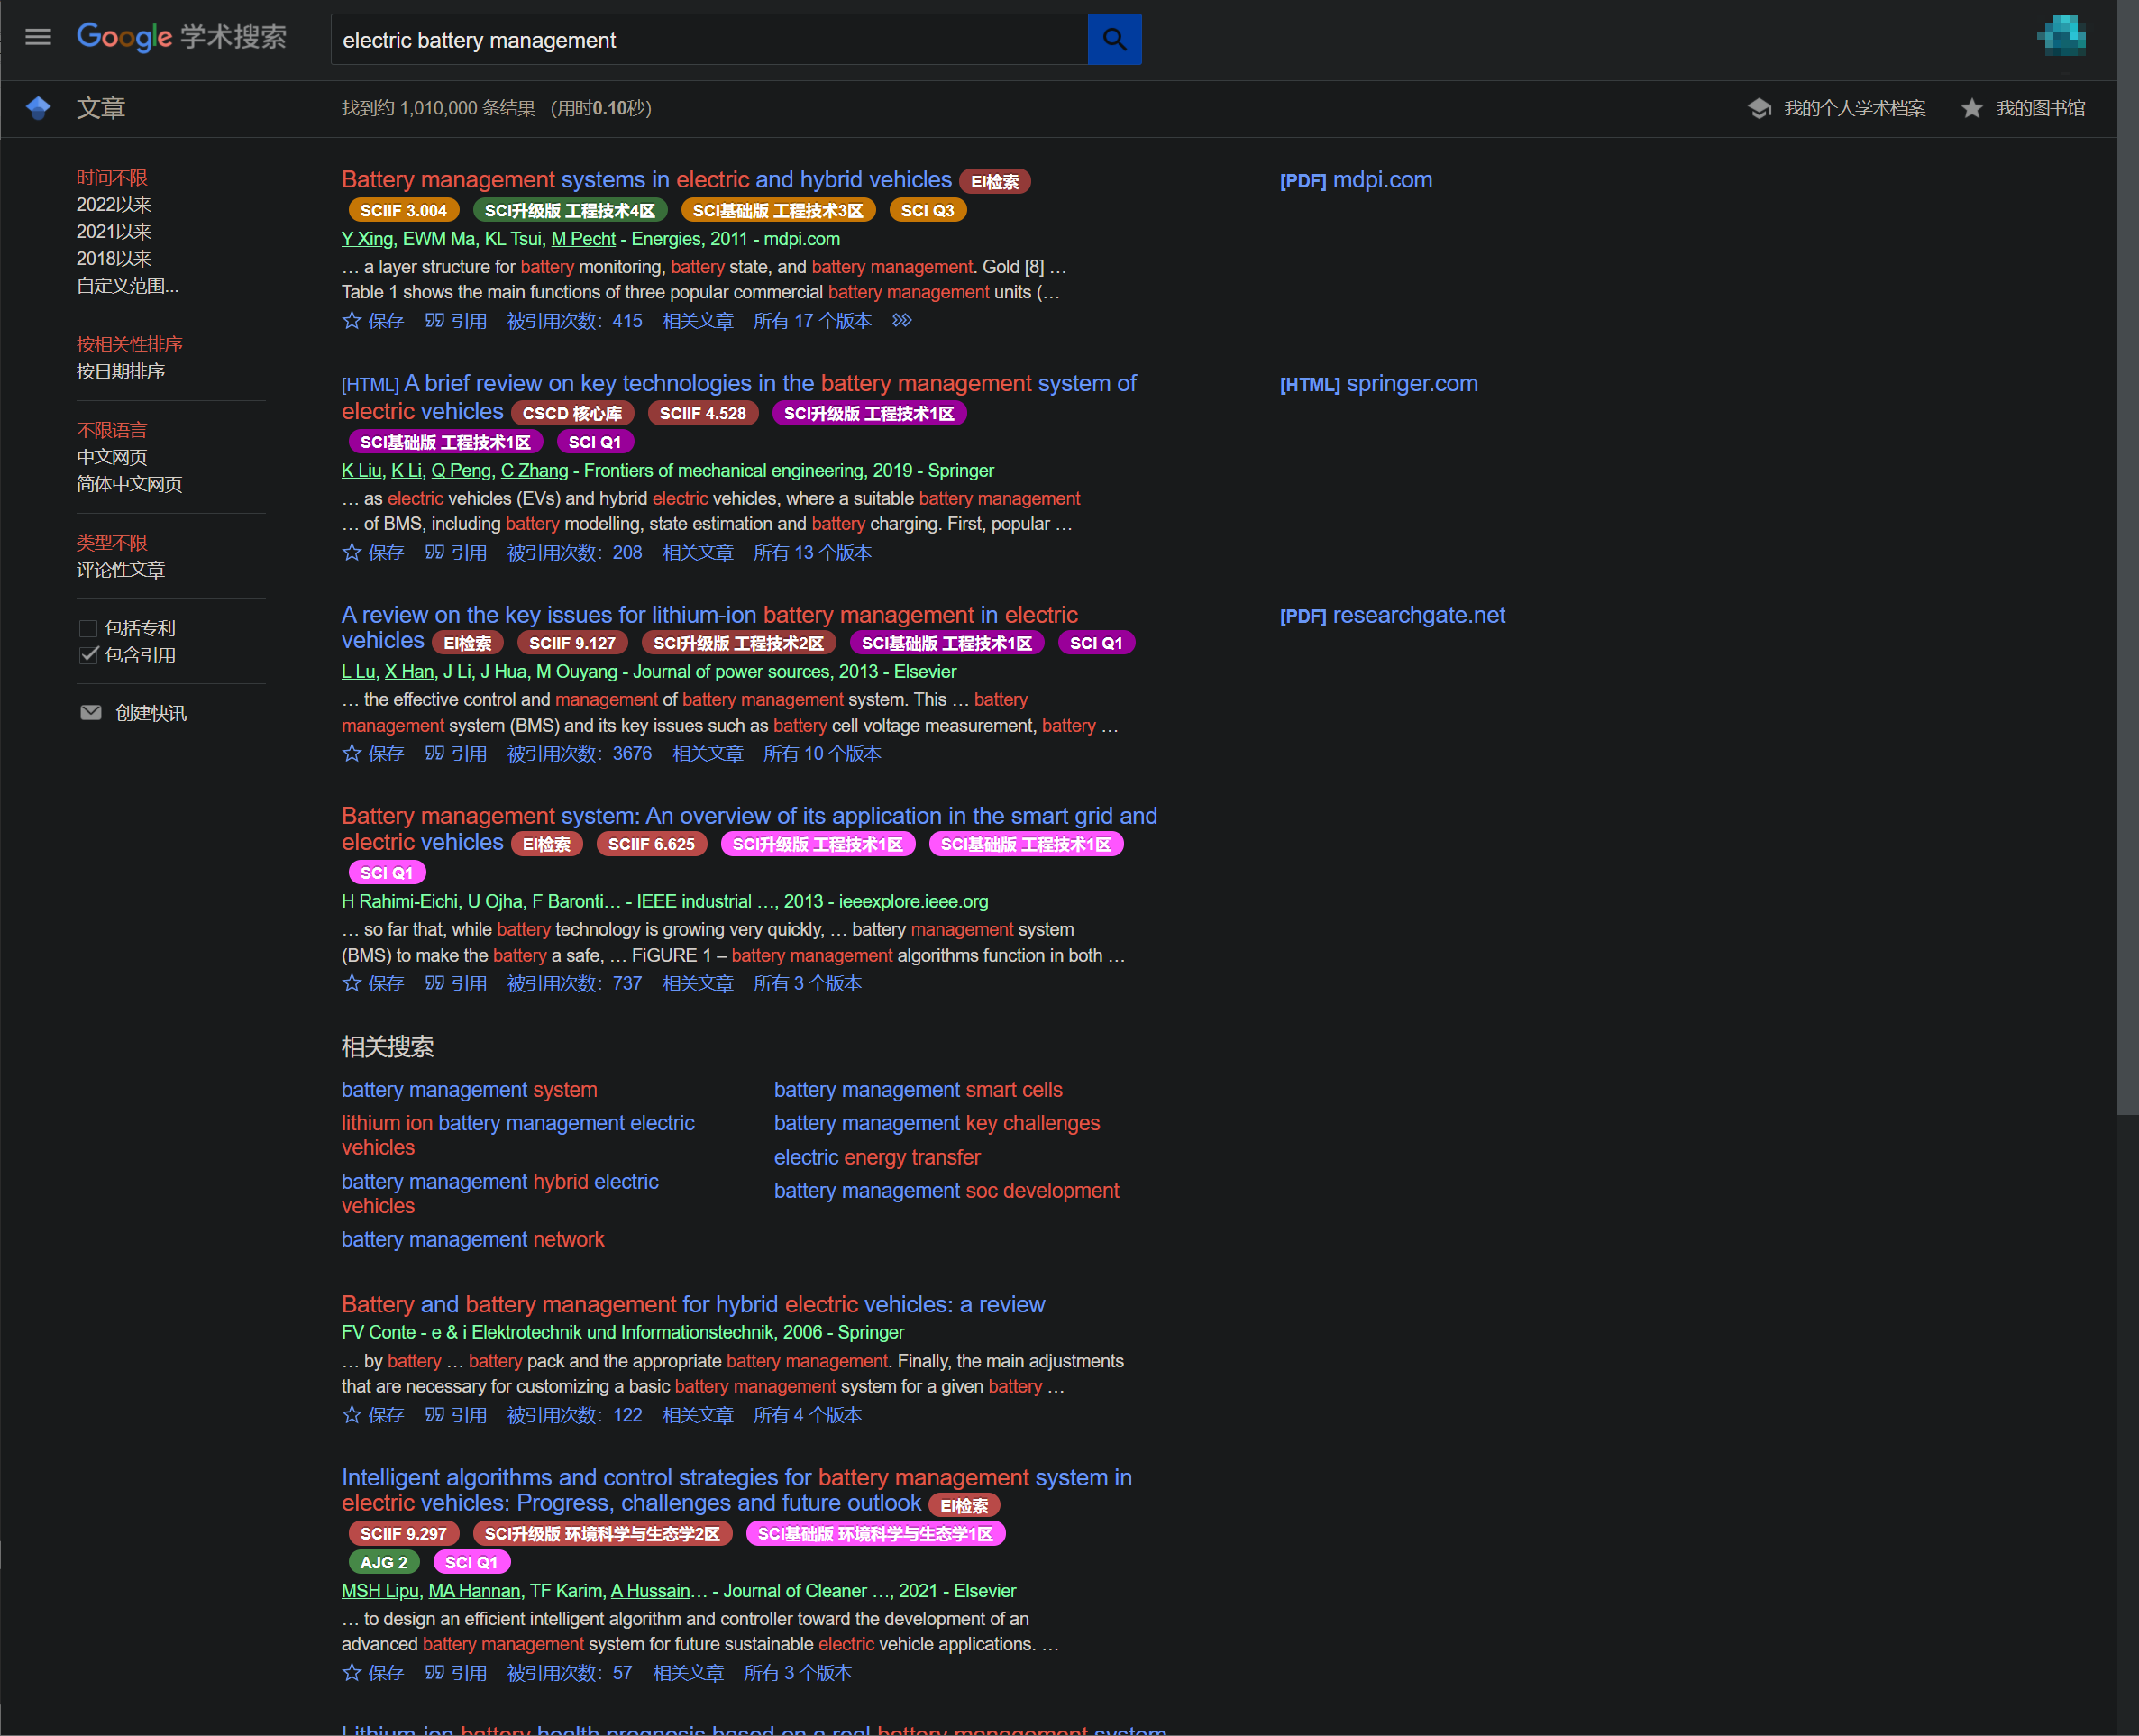 Google 学术搜索
electric battery management
文章
找到约 1,010,000 条结果 (用时0.10秒)
我的个人学术档案
我的图书馆
时间不限
2022以来
2021以来
2018以来
自定义范围...
按相关性排序
按日期排序
不限语言
中文网页
简体中文网页
类型不限
评论性文章
包括专利
包含引用
创建快讯
Battery management systems in electric and hybrid vehicles EI检索
SCIIF 3.004 SCI升级版 工程技术4区 SCI基础版 工程技术3区 SCI Q3
Y Xing, EWM Ma, KL Tsui, M Pecht - Energies, 2011 - mdpi.com
… a layer structure for battery monitoring, battery state, and battery management. Gold [8] …
Table 1 shows the main functions of three popular commercial battery management units (…
保存 引用 被引用次数：415 相关文章 所有 17 个版本
[PDF] mdpi.com
[HTML] A brief review on key technologies in the battery management system of
electric vehicles CSCD 核心库 SCIIF 4.528 SCI升级版 工程技术1区
SCI基础版 工程技术1区 SCI Q1
K Liu, K Li, Q Peng, C Zhang - Frontiers of mechanical engineering, 2019 - Springer
… as electric vehicles (EVs) and hybrid electric vehicles, where a suitable battery management
… of BMS, including battery modelling, state estimation and battery charging. First, popular …
保存 引用 被引用次数：208 相关文章 所有 13 个版本
[HTML] springer.com
A review on the key issues for lithium-ion battery management in electric
vehicles EI检索 SCIIF 9.127 SCI升级版 工程技术2区 SCI基础版 工程技术1区 SCI Q1
L Lu, X Han, J Li, J Hua, M Ouyang - Journal of power sources, 2013 - Elsevier
… the effective control and management of battery management system. This … battery
management system (BMS) and its key issues such as battery cell voltage measurement, battery …
保存 引用 被引用次数：3676 相关文章 所有 10 个版本
[PDF] researchgate.net
Battery management system: An overview of its application in the smart grid and
electric vehicles EI检索 SCIIF 6.625 SCI升级版 工程技术1区 SCI基础版 工程技术1区
SCI Q1
H Rahimi-Eichi, U Ojha, F Baronti… - IEEE industrial …, 2013 - ieeexplore.ieee.org
… so far that, while battery technology is growing very quickly, … battery management system
(BMS) to make the battery a safe, … FiGURE 1 – battery management algorithms function in both …
保存 引用 被引用次数：737 相关文章 所有 3 个版本
相关搜索
battery management system
lithium ion battery management electric
vehicles
battery management hybrid electric
vehicles
battery management network
battery management smart cells
battery management key challenges
electric energy transfer
battery management soc development
Battery and battery management for hybrid electric vehicles: a review
FV Conte - e & i Elektrotechnik und Informationstechnik, 2006 - Springer
… by battery … battery pack and the appropriate battery management. Finally, the main adjustments
that are necessary for customizing a basic battery management system for a given battery …
保存 引用 被引用次数：122 相关文章 所有 4 个版本
Intelligent algorithms and control strategies for battery management system in
electric vehicles: Progress, challenges and future outlook EI检索
SCIIF 9.297 SCI升级版 环境科学与生态学2区 SCI基础版 环境科学与生态学1区
AJG 2 SCI Q1
MSH Lipu, MA Hannan, TF Karim, A Hussain… - Journal of Cleaner …, 2021 - Elsevier
… to design an efficient intelligent algorithm and controller toward the development of an
advanced battery management system for future sustainable electric vehicle applications. …
保存 引用 被引用次数：57 相关文章 所有 3 个版本
Lithium-ion battery health prognosis based on a real battery management system